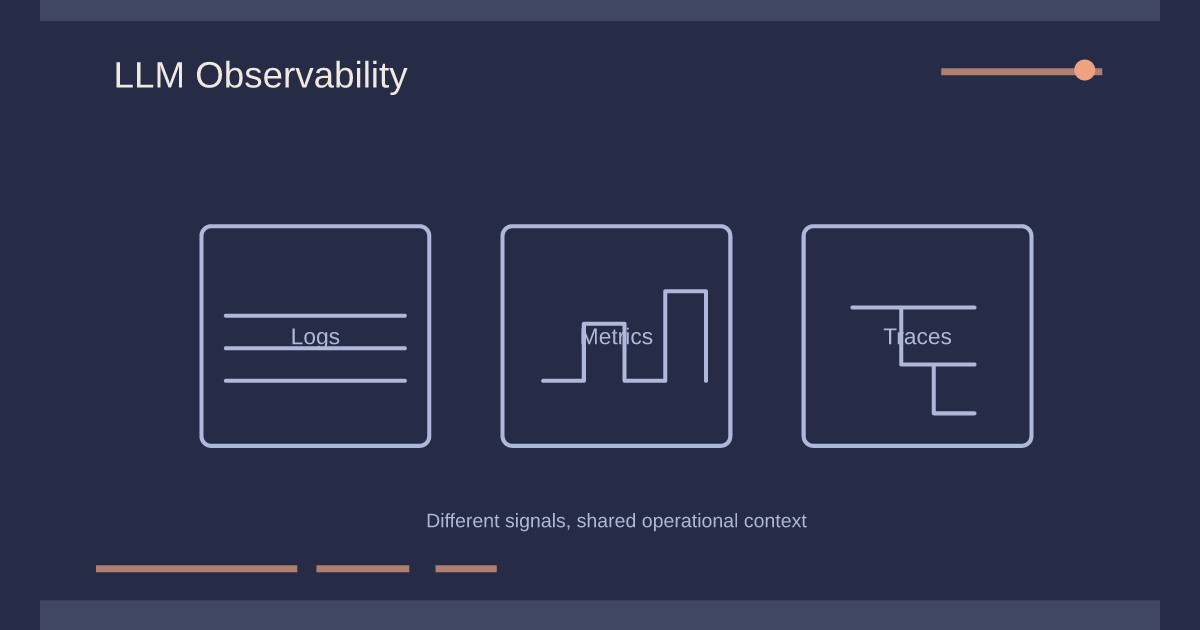 LLM Observability
Logs
Metrics
Traces
Different signals, shared operational context